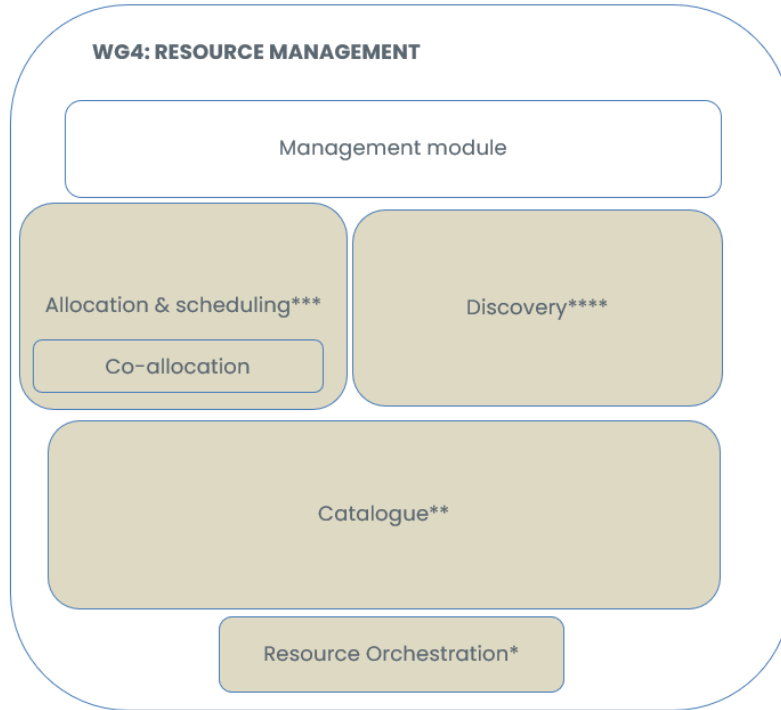 WG4: RESOURCE MANAGEMENT
Management module
Allocation & scheduling***
Discovery****
Co-allocation
Catalogue**
Resource Orchestration*